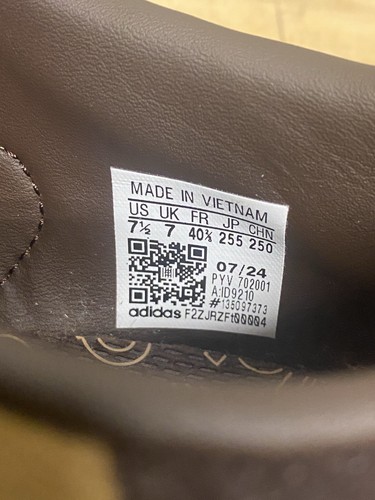 MADE IN VIETNAM
US UK FR JP CHN
7½ 7 40⅔ 255 250
07/24
PYV 702001
A:ID9210
#:135097373
adidas F2ZJRZFt00004